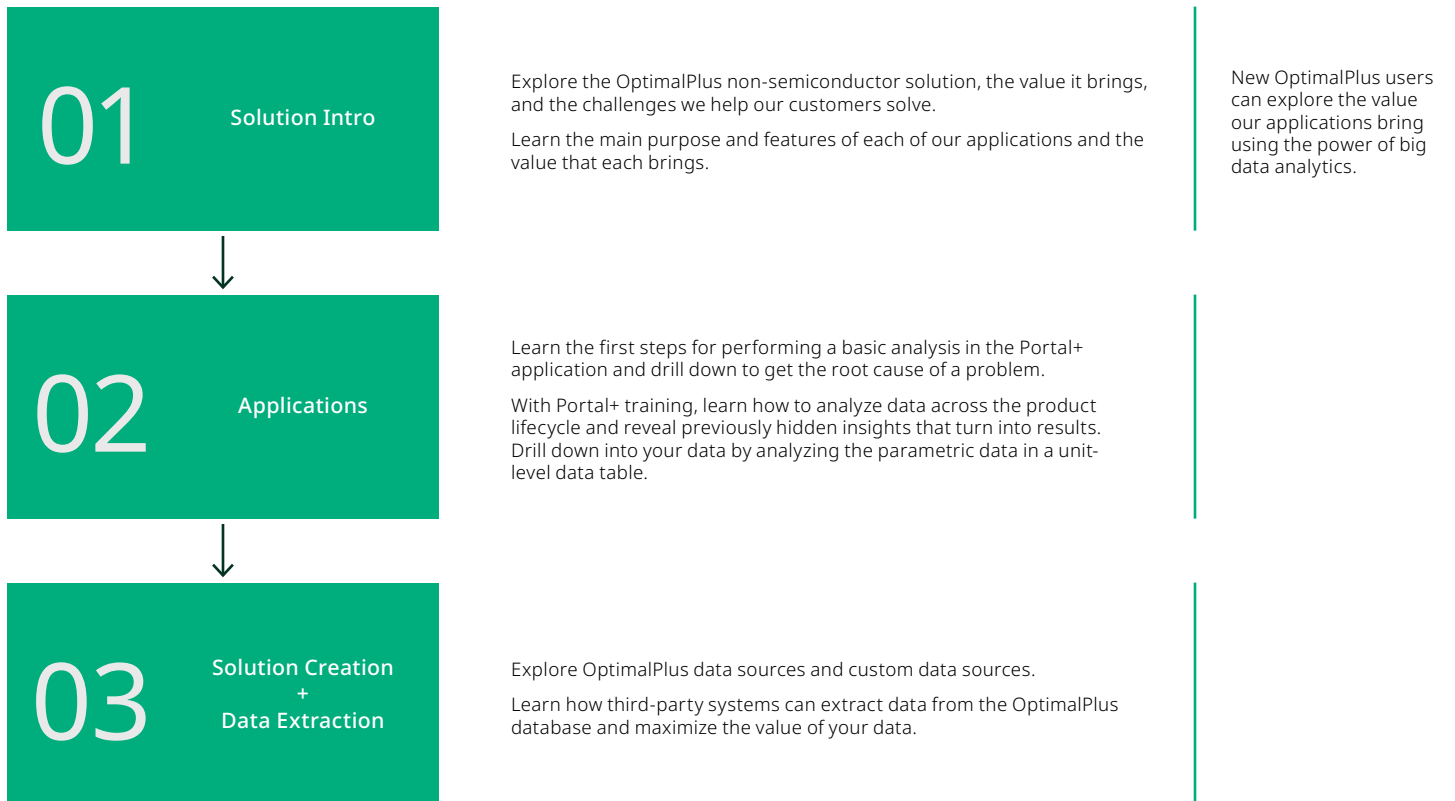 01
Solution Intro
Explore the OptimalPlus non-semiconductor solution, the value it brings,
and the challenges we help our customers solve.
Learn the main purpose and features of each of our applications and the
value that each brings.
New OptimalPlus users
can explore the value
our applications bring
using the power of big
data analytics.
02
Applications
Learn the first steps for performing a basic analysis in the Portal+
application and drill down to get the root cause of a problem.
With Portal+ training, learn how to analyze data across the product
lifecycle and reveal previously hidden insights that turn into results.
Drill down into your data by analyzing the parametric data in a unit-
level data table.
03
Solution Creation
+
Data Extraction
Explore OptimalPlus data sources and custom data sources.
Learn how third-party systems can extract data from the OptimalPlus
database and maximize the value of your data.